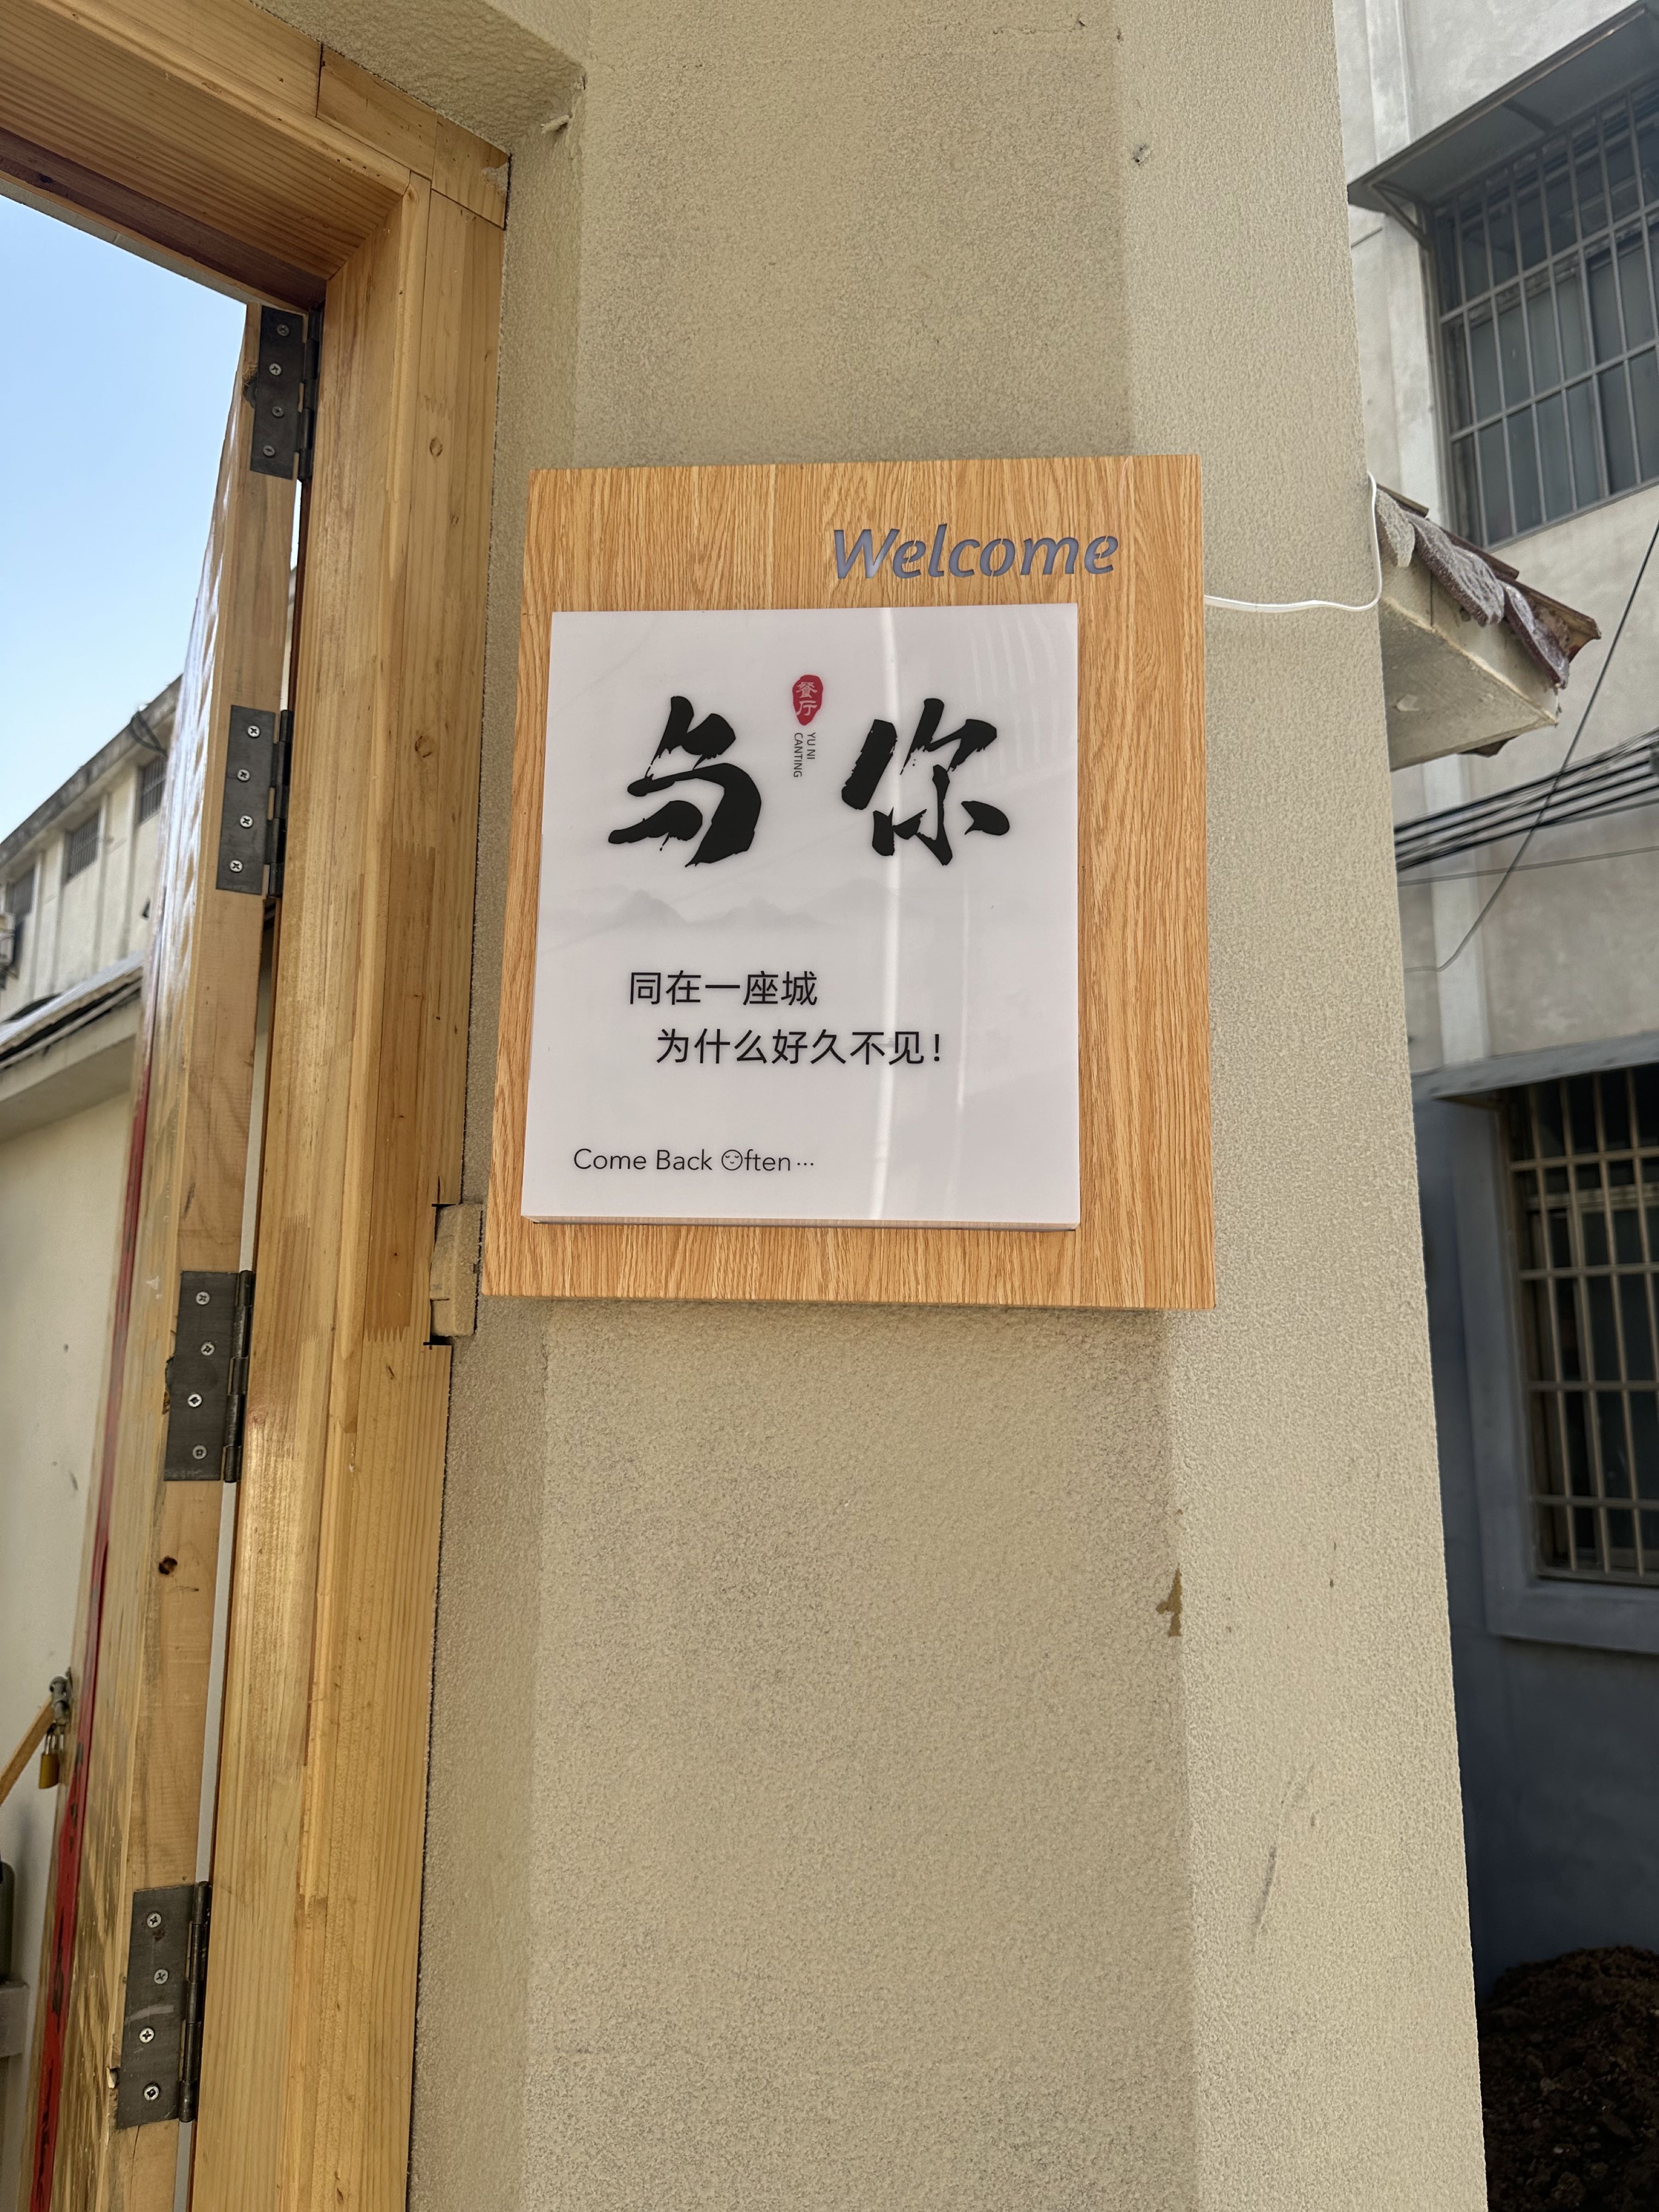 Welcome
与你
餐厅
YU NI
CANTING
同在一座城
为什么好久不见！
Come Back Often…